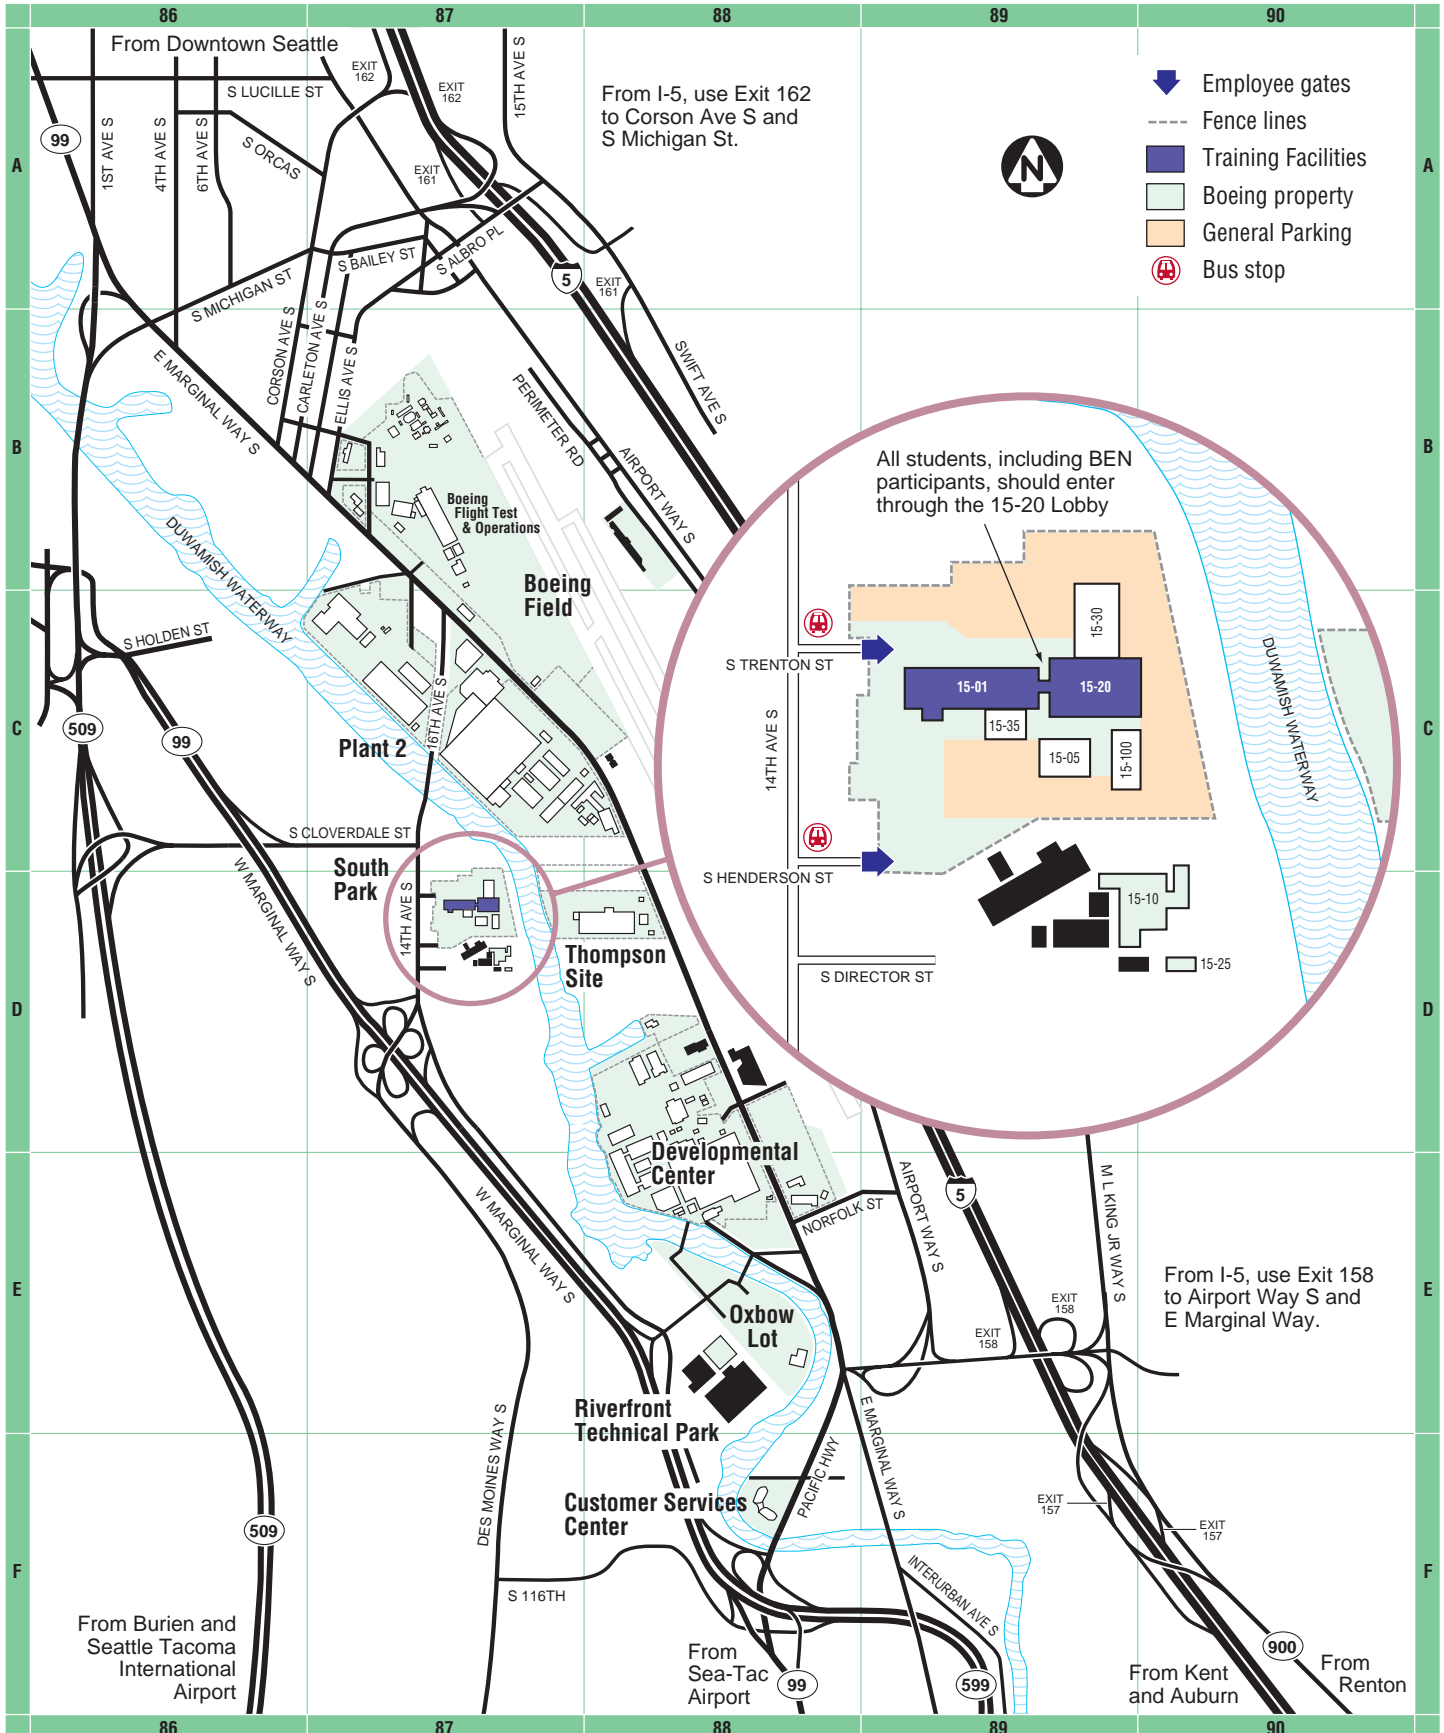 86
87
88
89
90
From Downtown Seattle
EXIT
162
S LUCILLE ST
EXIT
162
15TH AVE S
From I-5, use Exit 162
to Corson Ave S and
S Michigan St.
Employee gates
Fence lines
Training Facilities
Boeing property
General Parking
Bus stop
N
99
1ST AVE S
4TH AVE S
6TH AVE S
S ORCAS
EXIT
161
A
A
S BAILEY ST
S ALBRO PL
5
EXIT
161
S MICHIGAN ST
CORSON AVE S
CARLETON AVE S
ELLIS AVE S
E MARGINAL WAY S
SWIFT AVE S
PERIMETER RD
AIRPORT WAY S
B
B
All students, including BEN
participants, should enter
through the 15-20 Lobby
Boeing
Flight Test
& Operations
DUWAMISH WATERWAY
Boeing
Field
S HOLDEN ST
15-30
S TRENTON ST
15-01
15-20
DUWAMISH WATERWAY
16TH AVE S
509
99
Plant 2
C
C
15-35
15-05
15-100
14TH AVE S
S CLOVERDALE ST
W MARGINAL WAY S
South
Park
S HENDERSON ST
14TH AVE S
15-10
Thompson
Site
15-25
S DIRECTOR ST
D
D
Developmental
Center
AIRPORT WAY S
5
M L KING JR WAY S
W MARGINAL WAY S
NORFOLK ST
From I-5, use Exit 158
to Airport Way S and
E Marginal Way.
E
E
EXIT
158
EXIT
158
Oxbow
Lot
Riverfront
Technical Park
DES MOINES WAY S
E MARGINAL WAY S
PACIFIC HWY
Customer Services
Center
EXIT
157
EXIT
157
509
F
F
S 116TH
INTERURBAN AVE S
From Burien and
Seattle Tacoma
International
Airport
From
Sea-Tac
Airport
99
599
From Kent
and Auburn
900
From
Renton
86
87
88
89
90